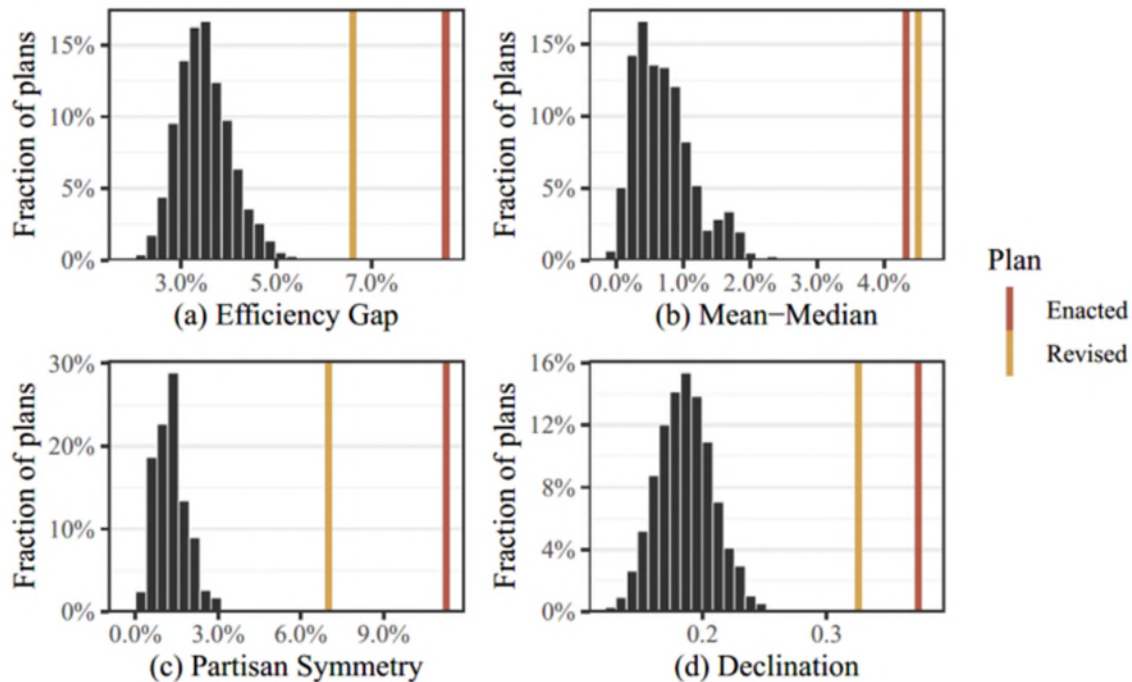 Fraction of plans
15%
10%
5%
0%
3.0% 5.0% 7.0%
(a) Efficiency Gap
Fraction of plans
15%
10%
5%
0%
0.0% 1.0% 2.0% 3.0% 4.0%
(b) Mean−Median
Plan
Enacted
Revised
Fraction of plans
30%
20%
10%
0%
0.0% 3.0% 6.0% 9.0%
(c) Partisan Symmetry
Fraction of plans
16%
12%
8%
4%
0%
0.2 0.3
(d) Declination